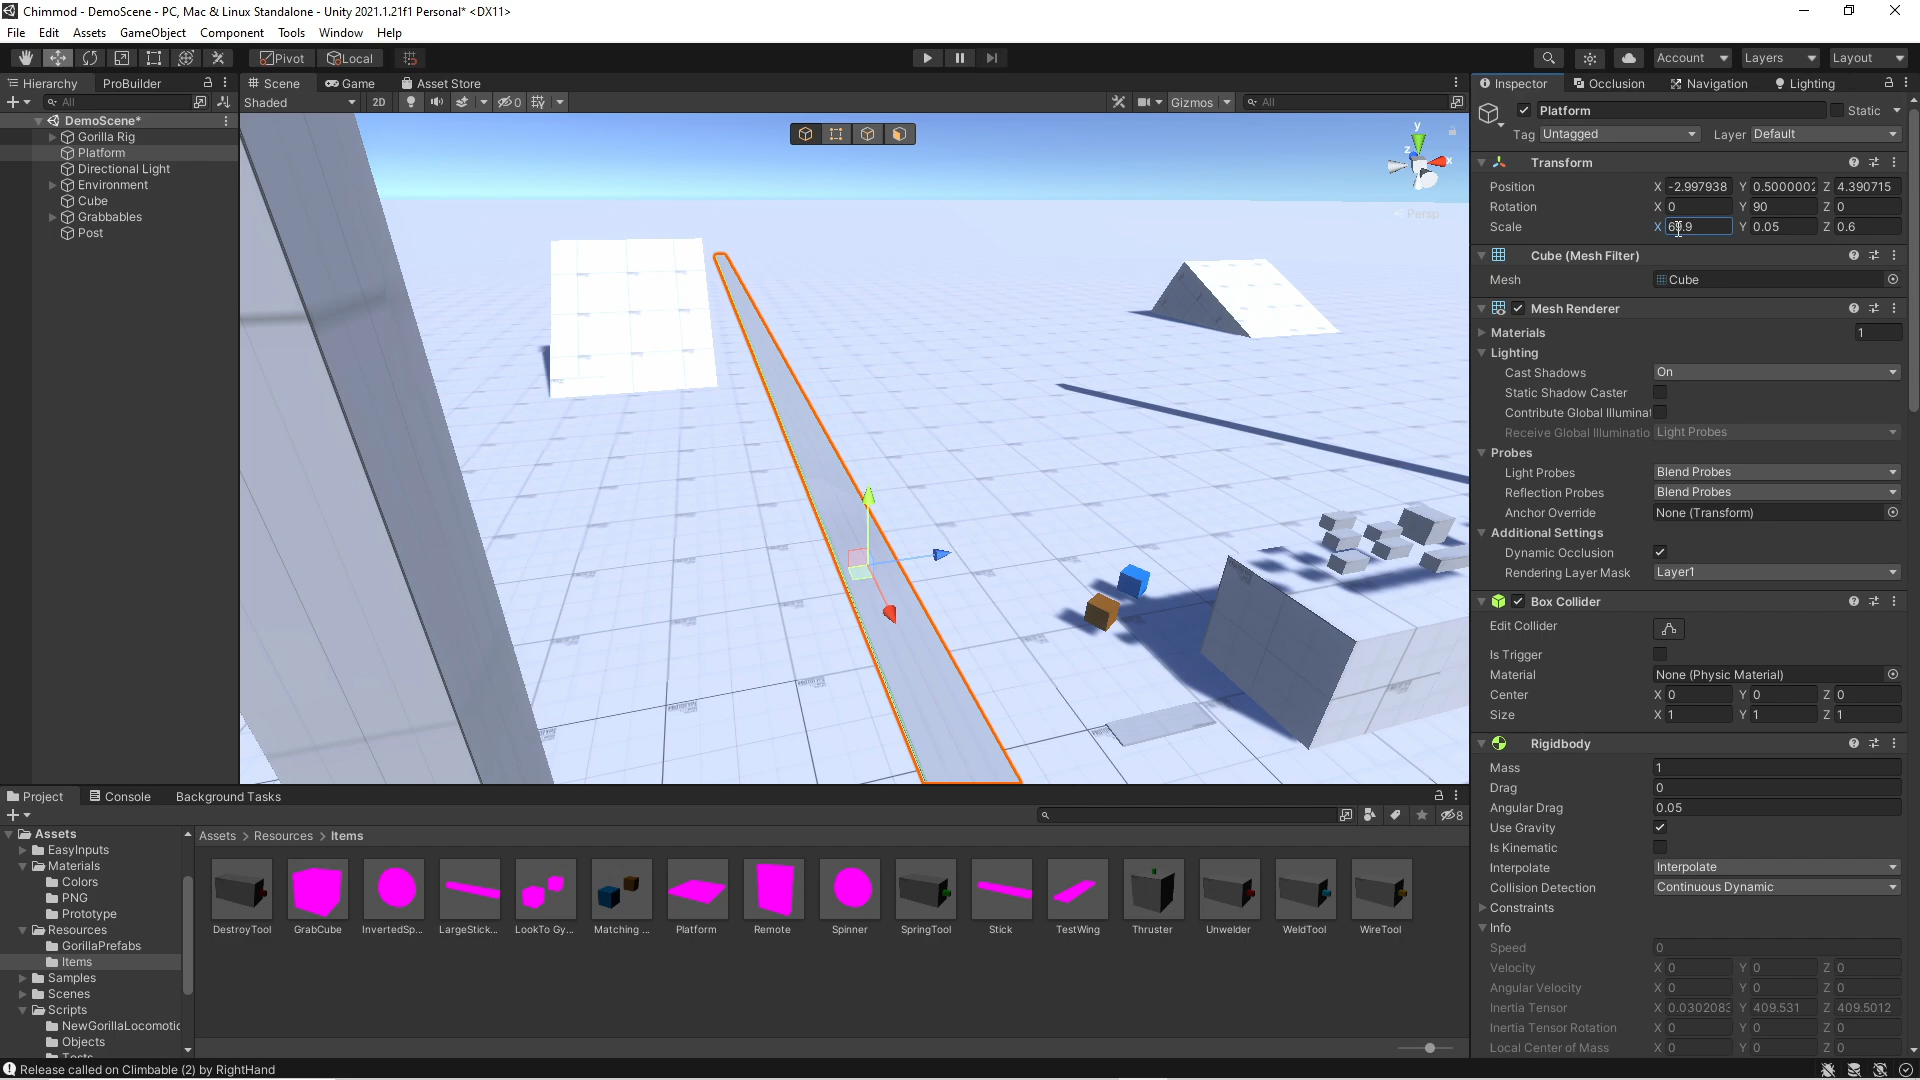 Chimmod - DemoScene - PC, Mac & Linux Standalone - Unity 2021.1.21f1 Personal* <DX11>
File Edit Assets GameObject Component Tools Window Help
Pivot Local Account Layers Layout
Hierarchy ProBuilder Scene Game Asset Store Inspector Occlusion Navigation Lighting
All Shaded 2D 0 Gizmos All
DemoScene*
Gorilla Rig
Platform
Directional Light
Environment
Cube
Grabbables
Post
y
z
x
Persp
Platform Static
Tag Untagged Layer Default
Transform
Position X -2.997938 Y 0.5000002 Z 4.390715
Rotation X 0 Y 90 Z 0
Scale X 69.9 Y 0.05 Z 0.6
Cube (Mesh Filter)
Mesh Cube
Mesh Renderer
Materials 1
Lighting
Cast Shadows On
Static Shadow Caster
Contribute Global Illuminat
Receive Global Illuminatio Light Probes
Probes
Light Probes Blend Probes
Reflection Probes Blend Probes
Anchor Override None (Transform)
Additional Settings
Dynamic Occlusion
Rendering Layer Mask Layer1
Box Collider
Edit Collider
Is Trigger
Material None (Physic Material)
Center X 0 Y 0 Z 0
Size X 1 Y 1 Z 1
Rigidbody
Mass 1
Drag 0
Angular Drag 0.05
Use Gravity
Is Kinematic
Interpolate Interpolate
Collision Detection Continuous Dynamic
Constraints
Info
Speed 0
Velocity X 0 Y 0 Z 0
Angular Velocity X 0 Y 0 Z 0
Inertia Tensor X 0.0302083 Y 409.531 Z 409.5012
Inertia Tensor Rotation X 0 Y 0 Z 0
Local Center of Mass X 0 Y 0 Z 0
Project Console Background Tasks
8
Assets
EasyInputs
Materials
Colors
PNG
Prototype
Resources
GorillaPrefabs
Items
Samples
Scenes
Scripts
NewGorillaLocomotic
Objects
Tests
Assets > Resources > Items
DestroyTool GrabCube InvertedSp... LargeStick... LookTo Gy... Matching ... Platform Remote Spinner SpringTool Stick TestWing Thruster Unwelder WeldTool WireTool
Release called on Climbable (2) by RightHand